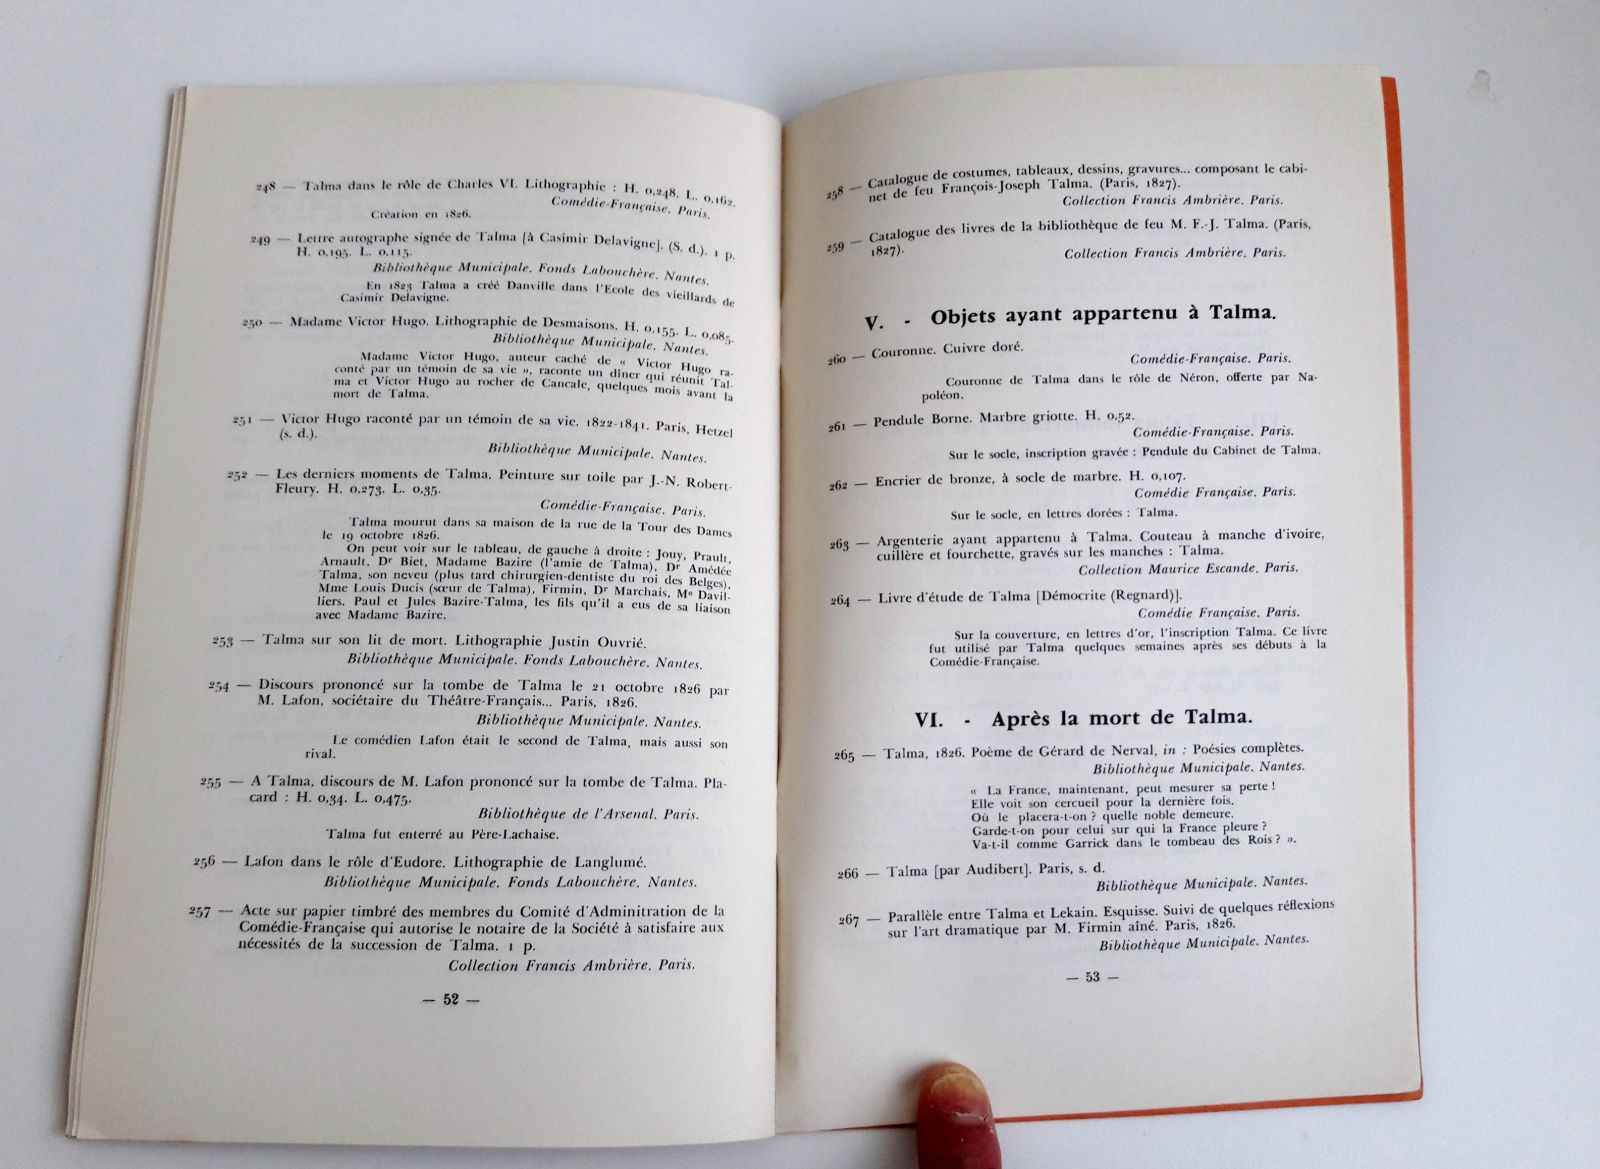 248 — Talma dans le rôle de Charles VI. Lithographie : H. 0,248. L. 0,162.
Comédie-Française. Paris.
Création en 1826.
249 — Lettre autographe signée de Talma [à Casimir Delavigne]. (S. d.). 1 p.
H. 0,195. L. 0,115.
Bibliothèque Municipale. Fonds Labouchère. Nantes.
En 1823 Talma a créé Danville dans l'Ecole des vieillards de
Casimir Delavigne.
250 — Madame Victor Hugo. Lithographie de Desmaisons. H. 0,155. L. 0,085.
Bibliothèque Municipale. Nantes.
Madame Victor Hugo, auteur caché de « Victor Hugo ra-
conté par un témoin de sa vie », raconte un dîner qui réunit Tal-
ma et Victor Hugo au rocher de Cancale, quelques mois avant la
mort de Talma.
251 — Victor Hugo raconté par un témoin de sa vie. 1822-1841. Paris, Hetzel
(s. d.).
Bibliothèque Municipale. Nantes.
252 — Les derniers moments de Talma. Peinture sur toile par J.-N. Robert-
Fleury. H. 0,273. L. 0,35.
Comédie-Française. Paris.
Talma mourut dans sa maison de la rue de la Tour des Dames
le 19 octobre 1826.
On peut voir sur le tableau, de gauche à droite : Jouy, Prault,
Arnault, Dr Biet, Madame Bazire (l'amie de Talma), Dr Amédée
Talma, son neveu (plus tard chirurgien-dentiste du roi des Belges),
Mme Louis Ducis (sœur de Talma), Firmin, Dr Marchais, Me Davil-
liers. Paul et Jules Bazire-Talma, les fils qu'il a eus de sa liaison
avec Madame Bazire.
253 — Talma sur son lit de mort. Lithographie Justin Ouvrié.
Bibliothèque Municipale. Fonds Labouchère. Nantes.
254 — Discours prononcé sur la tombe de Talma le 21 octobre 1826 par
M. Lafon, sociétaire du Théâtre-Français... Paris, 1826.
Bibliothèque Municipale. Nantes.
Le comédien Lafon était le second de Talma, mais aussi son
rival.
255 — A Talma, discours de M. Lafon prononcé sur la tombe de Talma. Pla-
card : H. 0,34. L. 0,475.
Bibliothèque de l'Arsenal. Paris.
Talma fut enterré au Père-Lachaise.
256 — Lafon dans le rôle d'Eudore. Lithographie de Langlumé.
Bibliothèque Municipale. Fonds Labouchère. Nantes.
257 — Acte sur papier timbré des membres du Comité d'Adminitration de la
Comédie-Française qui autorise le notaire de la Société à satisfaire aux
nécessités de la succession de Talma. 1 p.
Collection Francis Ambrière. Paris.
— 52 —
258 — Catalogue de costumes, tableaux, dessins, gravures... composant le cabi-
net de feu François-Joseph Talma. (Paris, 1827).
Collection Francis Ambrière. Paris.
259 — Catalogue des livres de la bibliothèque de feu M. F.-J. Talma. (Paris,
1827).
Collection Francis Ambrière. Paris.
V. - Objets ayant appartenu à Talma.
260 — Couronne. Cuivre doré.
Comédie-Française. Paris.
Couronne de Talma dans le rôle de Néron, offerte par Na-
poléon.
261 — Pendule Borne. Marbre griotte. H. 0,52.
Comédie-Française. Paris.
Sur le socle, inscription gravée : Pendule du Cabinet de Talma.
262 — Encrier de bronze, à socle de marbre. H. 0,107.
Comédie Française. Paris.
Sur le socle, en lettres dorées : Talma.
263 — Argenterie ayant appartenu à Talma. Couteau à manche d'ivoire,
cuillère et fourchette, gravés sur les manches : Talma.
Collection Maurice Escande. Paris.
264 — Livre d'étude de Talma [Démocrite (Regnard)].
Comédie Française. Paris.
Sur la couverture, en lettres d'or, l'inscription Talma. Ce livre
fut utilisé par Talma quelques semaines après ses débuts à la
Comédie-Française.
VI. - Après la mort de Talma.
265 — Talma, 1826. Poème de Gérard de Nerval, in : Poésies complètes.
Bibliothèque Municipale. Nantes.
« La France, maintenant, peut mesurer sa perte !
Elle voit son cercueil pour la dernière fois.
Où le placera-t-on ? quelle noble demeure.
Garde-t-on pour celui sur qui la France pleure ?
Va-t-il comme Garrick dans le tombeau des Rois ? ».
266 — Talma [par Audibert]. Paris, s. d.
Bibliothèque Municipale. Nantes.
267 — Parallèle entre Talma et Lekain. Esquisse. Suivi de quelques réflexions
sur l'art dramatique par M. Firmin aîné. Paris, 1826.
Bibliothèque Municipale. Nantes.
— 53 —